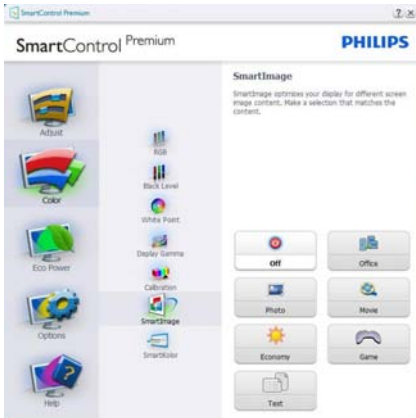 SmartControl Premium
SmartControl Premium
PHILIPS
Adjust
Color
Eco Power
Options
Help
RGB
Black Level
White Point
Display Gamma
Calibration
SmartImage
SmartKolor
SmartImage
SmartImage optimizes your display for different screen
image content. Make a selection that matches the
content.
Off
Office
Photo
Movie
Economy
Game
Text